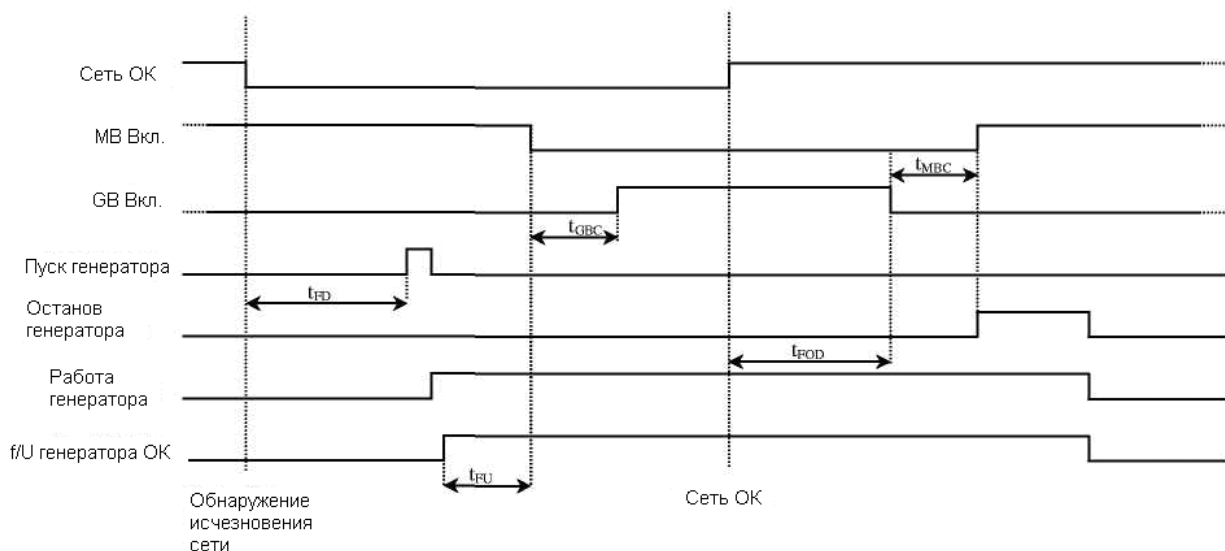 Сеть ОК
МВ Вкл.
tMBC
GB Вкл.
tGBC
Пуск генератора
tFD
Останов
генератора
tFOD
Работа
генератора
f/U генератора ОК
tFU
Обнаружение
исчезновения
сети
Сеть ОК